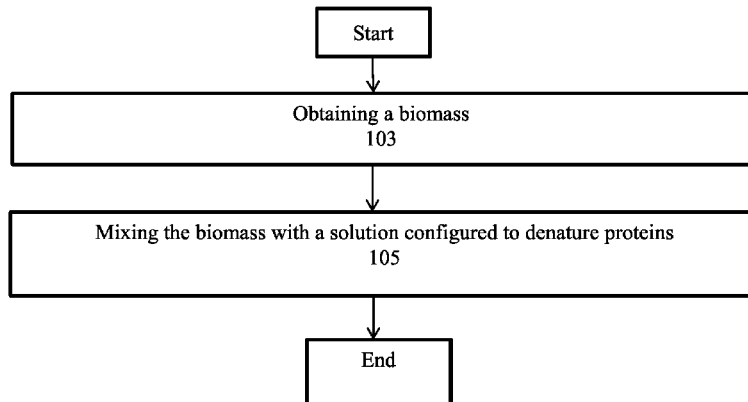 Start
Obtaining a biomass
103
Mixing the biomass with a solution configured to denature proteins
105
End